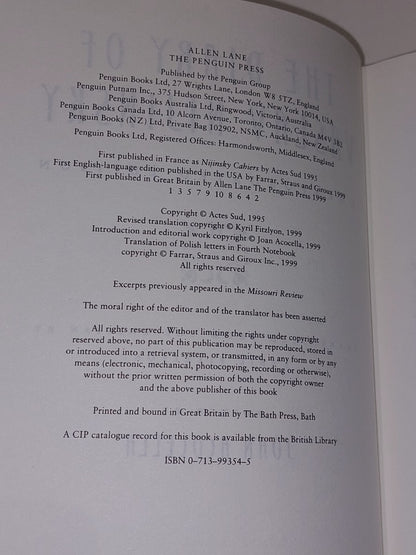 ALLEN LANE
THE PENGUIN PRESS
Published by the Penguin Group
Penguin Books Ltd, 27 Wrights Lane, London W8 5TZ, England
Penguin Putnam Inc., 375 Hudson Street, New York, New York 10014, USA
Penguin Books Australia Ltd, Ringwood, Victoria, Australia
Penguin Books Canada Ltd, 10 Alcorn Avenue, Toronto, Ontario, Canada M4V 3B2
Penguin Books (NZ) Ltd, Private Bag 102902, NSMC, Auckland, New Zealand
Penguin Books Ltd, Registered Offices: Harmondsworth, Middlesex, England
First published in France as Nijinsky Cahiers by Actes Sud 1995
First English-language edition published in the USA by Farrar, Straus and Giroux 1999
First published in Great Britain by Allen Lane The Penguin Press 1999
1 3 5 7 9 10 8 6 4 2
Copyright © Actes Sud, 1995
Revised translation copyright © Kyril Fitzlyon, 1999
Introduction and editorial work copyright © Joan Acocella, 1999
Translation of Polish letters in Fourth Notebook
copyright © Farrar, Straus and Giroux Inc., 1999
All rights reserved
Excerpts previously appeared in the Missouri Review
The moral right of the editor and of the translator has been asserted
All rights reserved. Without limiting the rights under copyright
reserved above, no part of this publication may be reproduced, stored in
or introduced into a retrieval system, or transmitted, in any form or by any
means (electronic, mechanical, photocopying, recording or otherwise),
without the prior written permission of both the copyright owner
and the above publisher of this book
Printed and bound in Great Britain by The Bath Press, Bath
A CIP catalogue record for this book is available from the British Library
ISBN 0-713-99354-5